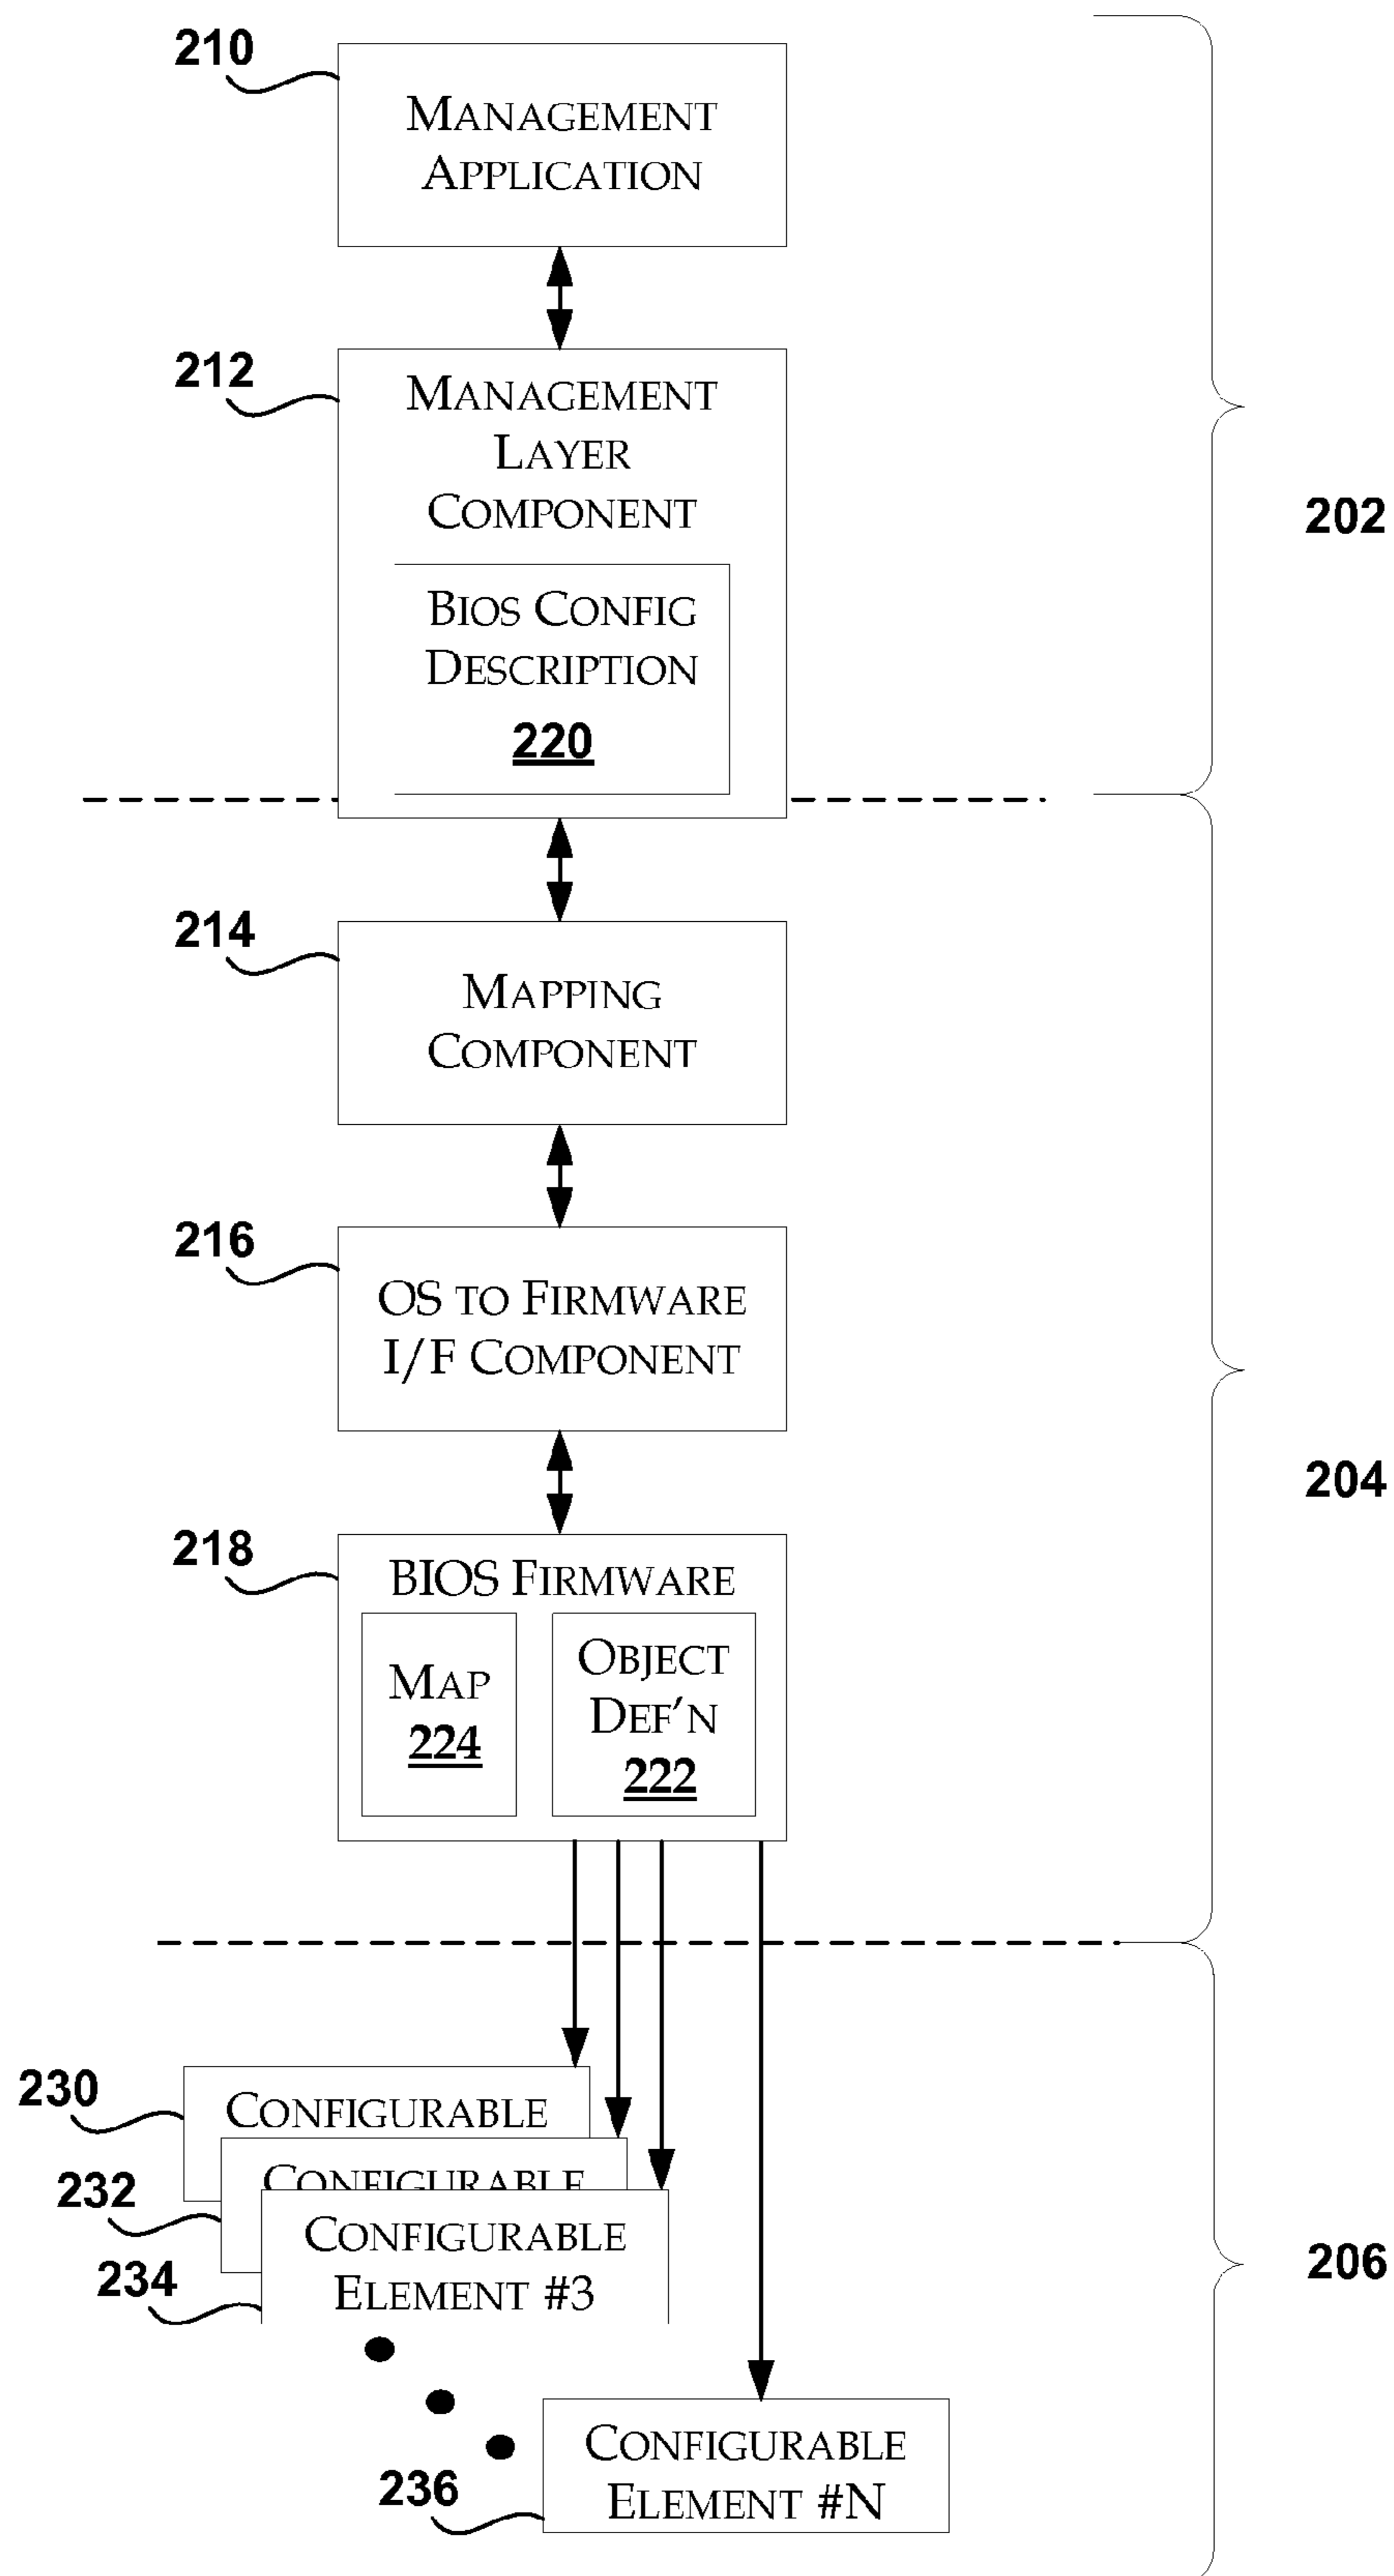 210
MANAGEMENT
APPLICATION
212
MANAGEMENT
LAYER
COMPONENT
BIOS CONFIG
DESCRIPTION
220
202
214
MAPPING
COMPONENT
216
OS TO FIRMWARE
I/F COMPONENT
204
218
BIOS FIRMWARE
MAP
224
OBJECT
DEF'N
222
230
CONFIGURABLE
232
CONFIGURABLE
234
CONFIGURABLE
ELEMENT #3
206
236
CONFIGURABLE
ELEMENT #N